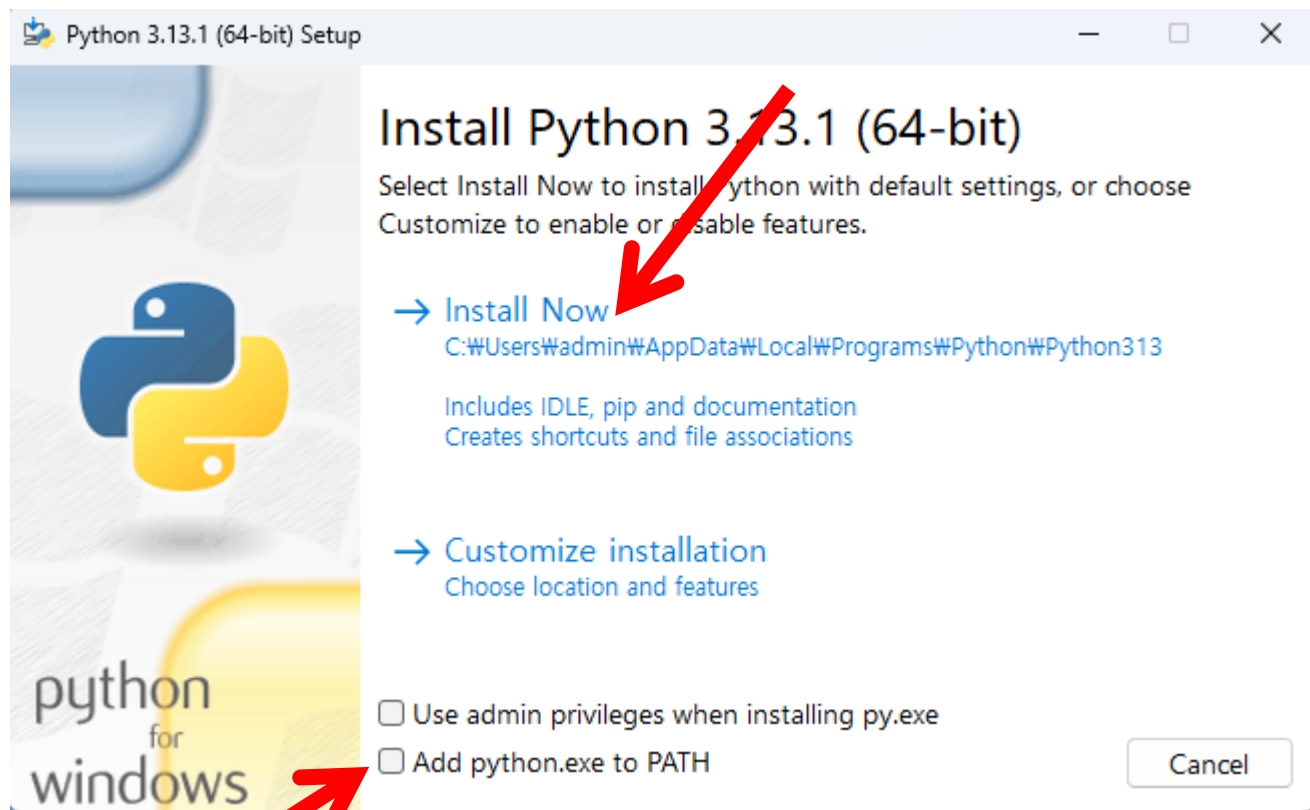 Python 3.13.1 (64-bit) Setup
Install Python 3.13.1 (64-bit)
Select Install Now to install Python with default settings, or choose
Customize to enable or disable features.
→ Install Now
C:₩Users₩admin₩AppData₩Local₩Programs₩Python₩Python313
Includes IDLE, pip and documentation
Creates shortcuts and file associations
→ Customize installation
Choose location and features
python
for
windows
Use admin privileges when installing py.exe
Add python.exe to PATH
Cancel